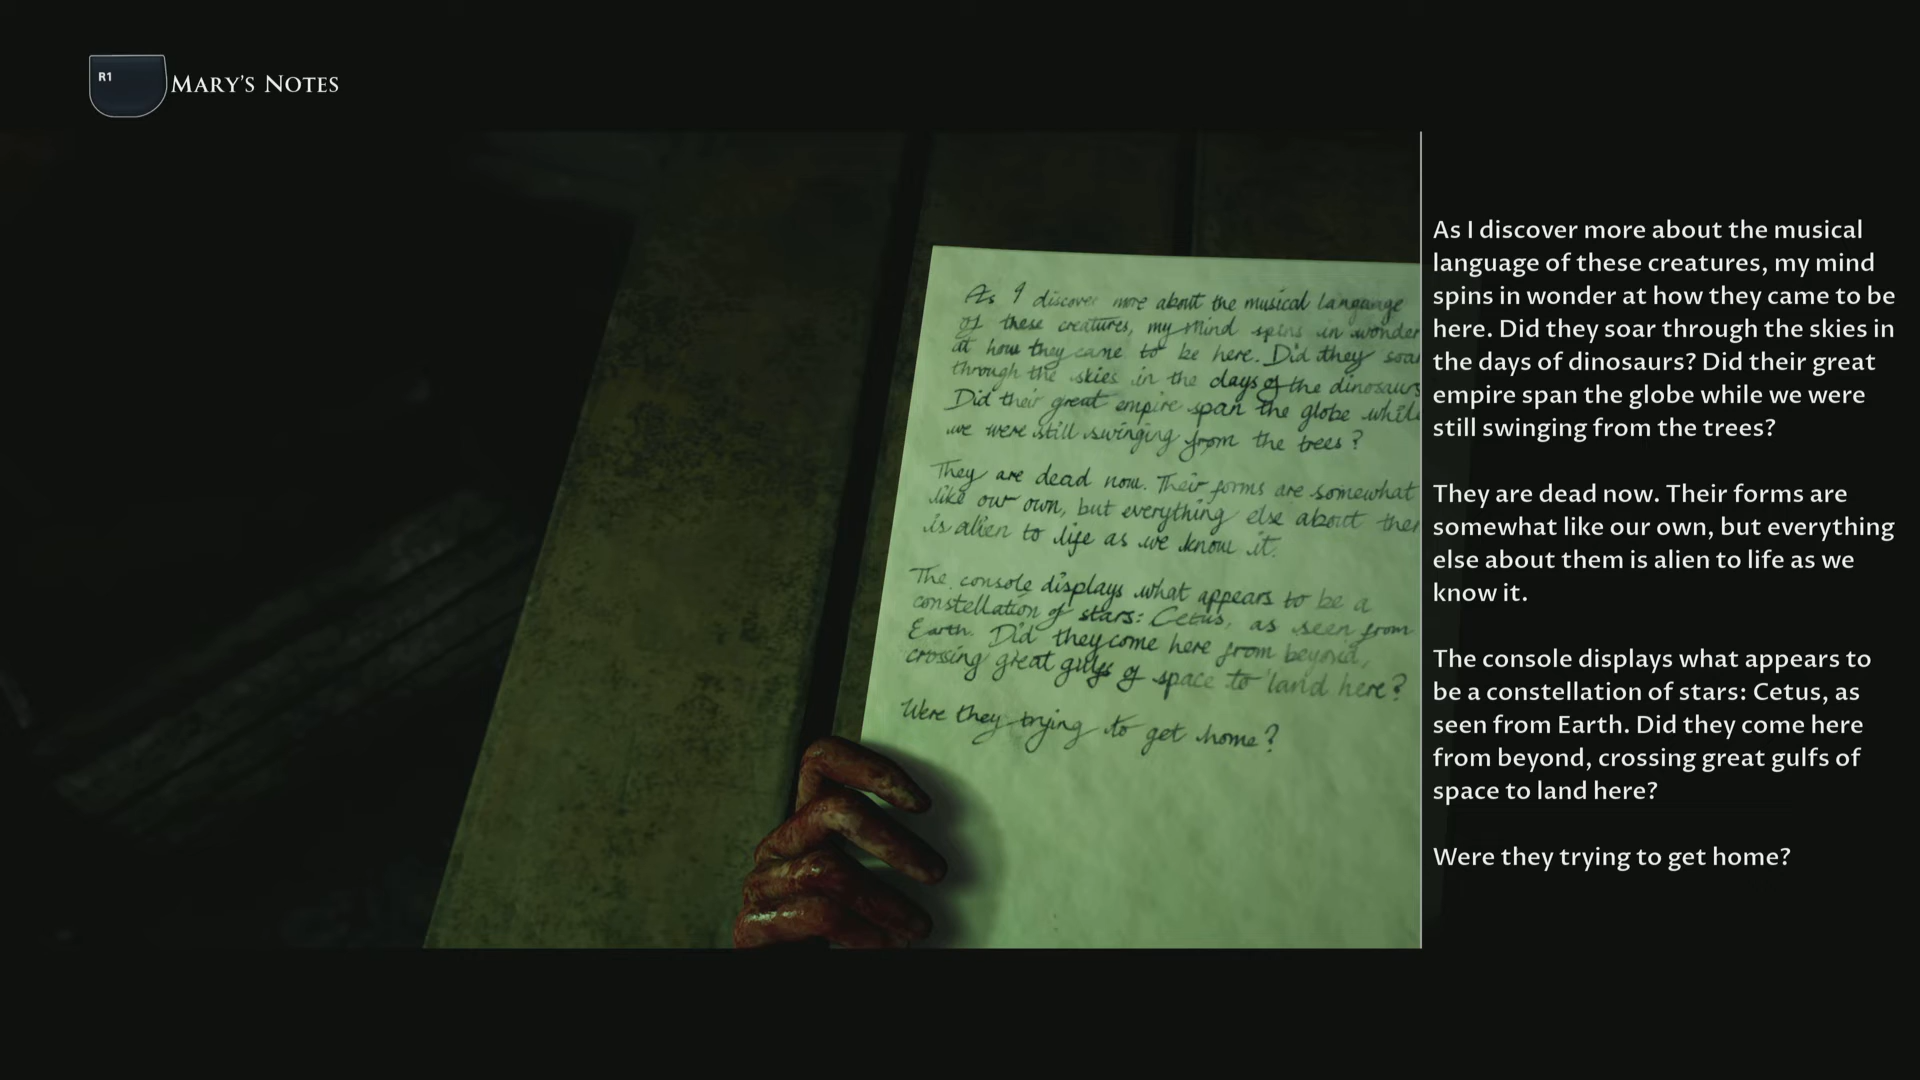 R1
MARY'S NOTES
As I discover more about the musical language
of these creatures, my mind spins in wonder
at how they came to be here. Did they soar
through the skies in the days of the dinosaurs
Did their great empire span the globe while
we were still swinging from the trees?
They are dead now. Their forms are somewhat
like our own, but everything else about them
is alien to life as we know it.
The console displays what appears to be a
constellation of stars: Cetus, as seen from
Earth. Did they come here from beyond,
crossing great gulfs of space to land here?
Were they trying to get home?
As I discover more about the musical
language of these creatures, my mind
spins in wonder at how they came to be
here. Did they soar through the skies in
the days of dinosaurs? Did their great
empire span the globe while we were
still swinging from the trees?
They are dead now. Their forms are
somewhat like our own, but everything
else about them is alien to life as we
know it.
The console displays what appears to
be a constellation of stars: Cetus, as
seen from Earth. Did they come here
from beyond, crossing great gulfs of
space to land here?
Were they trying to get home?